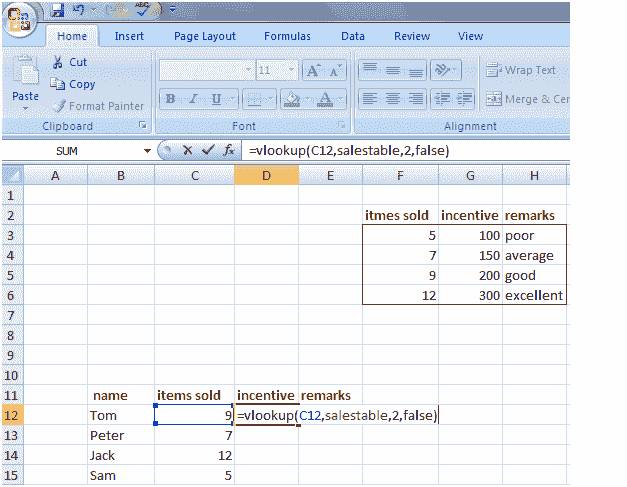 ABC
Home Insert Page Layout Formulas Data Review View
Paste
Cut
Copy
Format Painter
Clipboard
11 A A
B I U A
Font
Wrap Text
Merge & Cen
Alignment
SUM fx =vlookup(C12,salestable,2,false)
A B C D E F G H
1
2 itmes sold incentive remarks
3 5 100 poor
4 7 150 average
5 9 200 good
6 12 300 excellent
7
8
9
10
11 name items sold incentive remarks
12 Tom 9 =vlookup(C12,salestable,2,false)
13 Peter 7
14 Jack 12
15 Sam 5